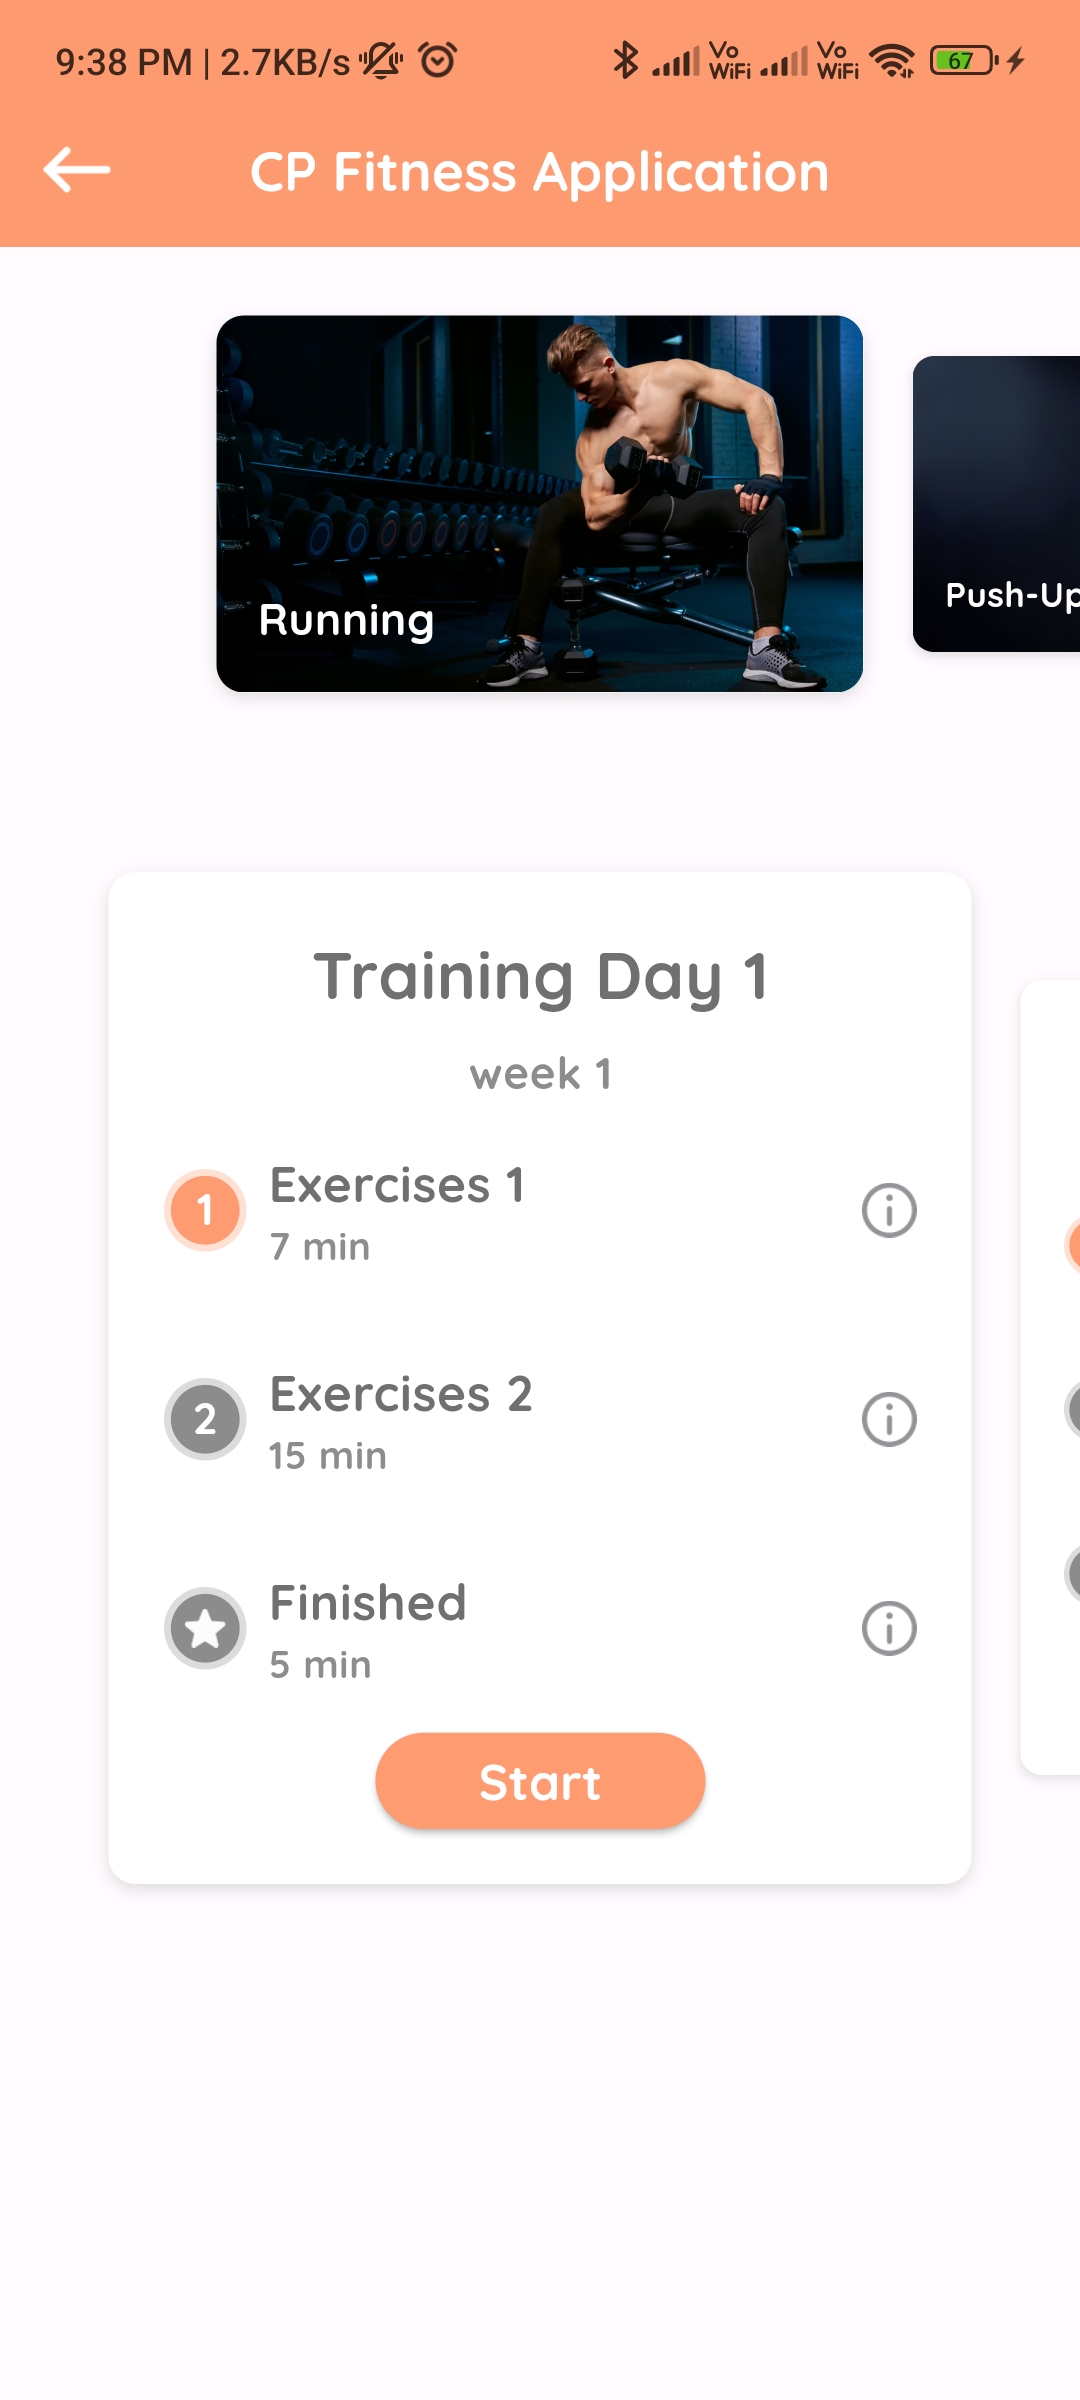 9:38 PM | 2.7KB/s Vo WiFi Vo WiFi 67
CP Fitness Application
Running
Push-Up
Training Day 1
week 1
1 Exercises 1
7 min
2 Exercises 2
15 min
Finished
5 min
Start